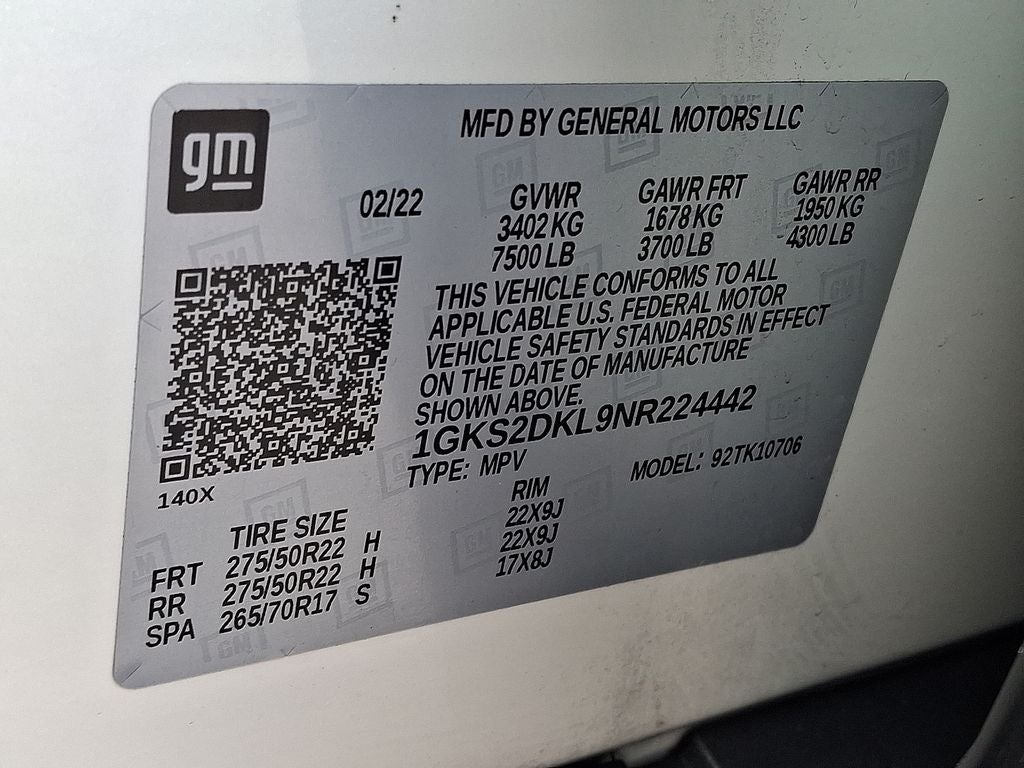 gm
MFD BY GENERAL MOTORS LLC
02/22 GVWR GAWR FRT GAWR RR
3402 KG 1678 KG 1950 KG
7500 LB 3700 LB 4300 LB
THIS VEHICLE CONFORMS TO ALL
APPLICABLE U.S. FEDERAL MOTOR
VEHICLE SAFETY STANDARDS IN EFFECT
ON THE DATE OF MANUFACTURE
SHOWN ABOVE.
1GKS2DKL9NR224442
TYPE: MPV MODEL: 92TK10706
140X
TIRE SIZE RIM
FRT 275/50R22 H 22X9J
RR 275/50R22 H 22X9J
SPA 265/70R17 S 17X8J